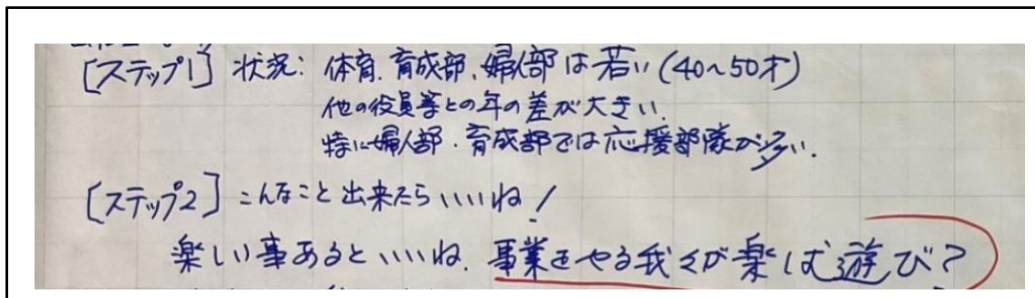 [ステップ1] 状況: 体育.育成部.婦人部は若い(40~50才)
他の役員等との年の差が大きい.
特に婦人部.育成部では応援部隊が多い.
[ステップ2] こんなこと出来たらいいね!
楽しい事あるといいね.事業をやる我々が楽しむ遊び?